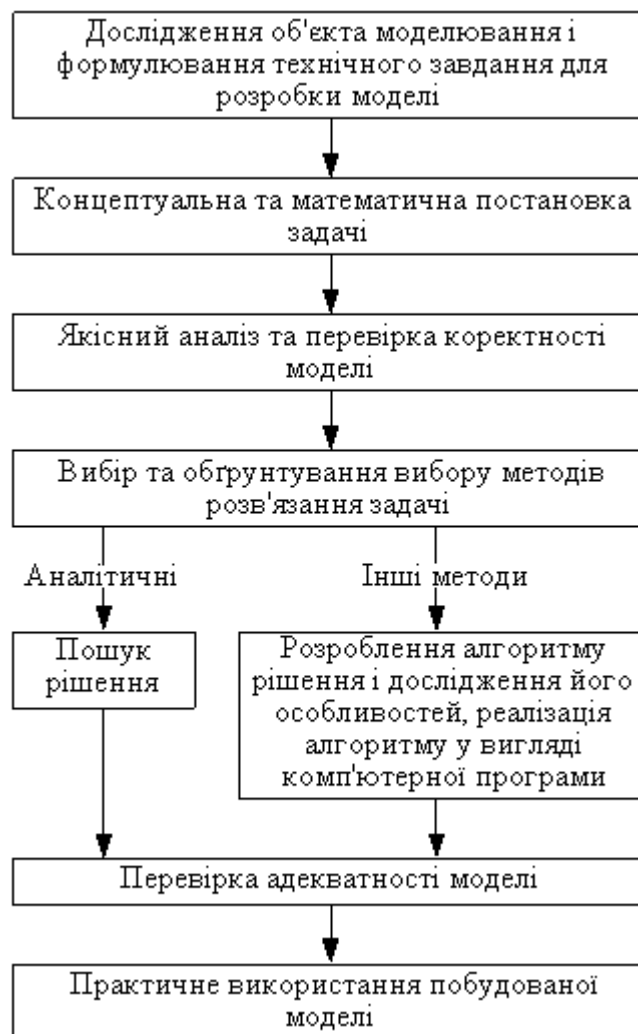 Дослідження об'єкта моделювання і
формулювання технічного завдання для
розробки моделі
Концептуальна та математична постановка
задачі
Якісний аналіз та перевірка коректності
моделі
Вибір та обґрунтування вибору методів
розв'язання задачі
Аналітичні
Інші методи
Пошук
рішення
Розроблення алгоритму
рішення і дослідження його
особливостей, реалізація
алгоритму у вигляді
комп'ютерної програми
Перевірка адекватності моделі
Практичне використання побудованої
моделі